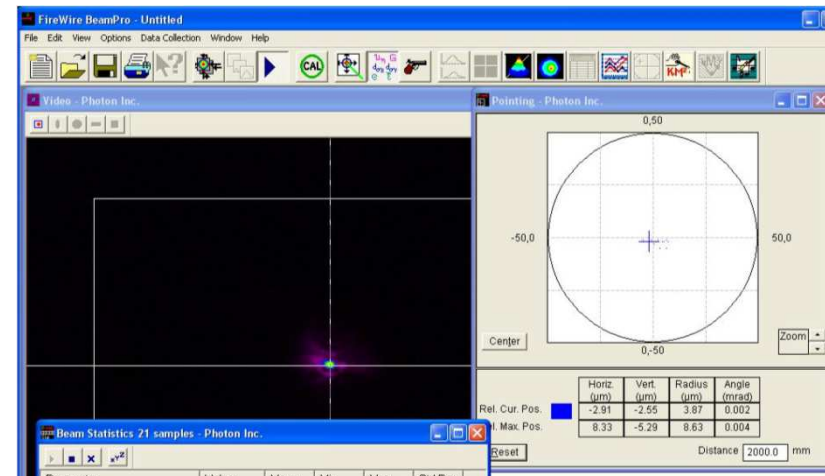 FireWire BeamPro - Untitled
File Edit View Options Data Collection Window Help
CAL
KM²
Video - Photon Inc.
Pointing - Photon Inc.
0,50
-50,0
50,0
Center
0,-50
Zoom
Horiz. (µm) Vert. (µm) Radius (µm) Angle (mrad)
Rel. Cur. Pos. -2.91 -2.55 3.87 0.002
l. Max. Pos. 8.33 -5.29 8.63 0.004
Reset
Distance 2000.0 mm
Beam Statistics 21 samples - Photon Inc.